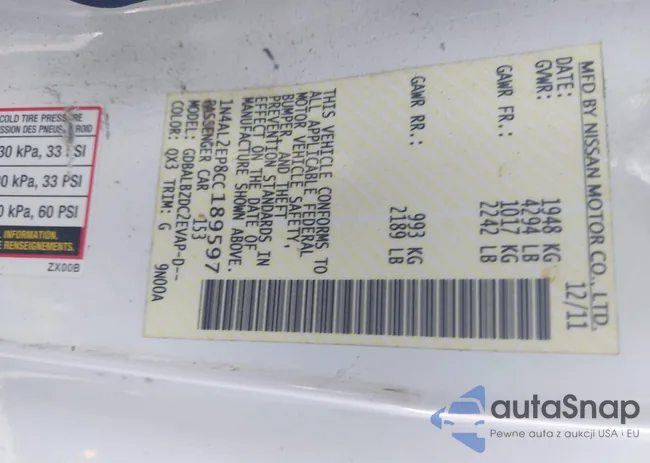 MFD BY NISSAN MOTOR CO., LTD.
DATE: 12/11
GVWR: 1948 KG
4294 LB
GAWR FR.: 1017 KG
2242 LB
GAWR RR.: 993 KG
2189 LB
THIS VEHICLE CONFORMS TO
ALL APPLICABLE FEDERAL
MOTOR VEHICLE SAFETY,
BUMPER, AND THEFT
PREVENTION STANDARDS IN
EFFECT ON THE DATE OF
MANUFACTURE SHOWN ABOVE.
1N4AL2EP8CC189597
PASSENGER CAR 153
MODEL: GDBALBZDCZEVAP-D--
COLOR: QX3 TRIM: G 9N00A
COLD TIRE PRESSURE
30 kPa, 33 PSI
0 kPa, 33 PSI
0 kPa, 60 PSI
ADDITIONAL INFORMATION
ZX00B
autaSnap
Pewne auta z aukcji USA i EU